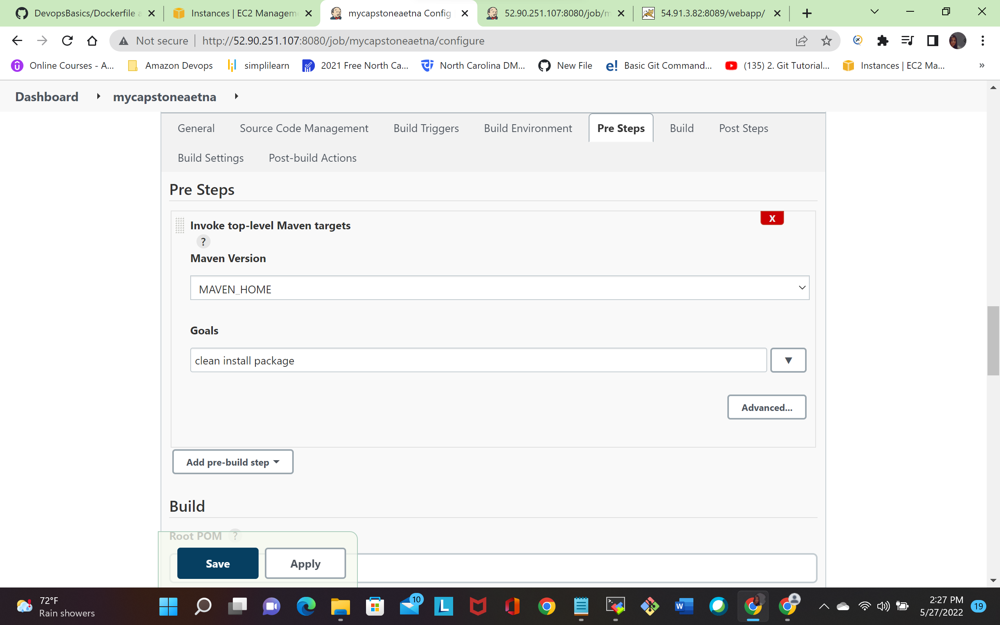 DevopsBasics/Dockerfile a
Instances | EC2 Managem
mycapstoneaetna Config
52.90.251.107:8080/job/m
54.91.3.82:8089/webapp/
Not secure
http://52.90.251.107:8080/job/mycapstoneaetna/configure
Online Courses - A...
Amazon Devops
simplilearn
2021 Free North Ca...
North Carolina DM...
New File
e!
Basic Git Command...
(135) 2. Git Tutorial...
Instances | EC2 Ma...
»
Dashboard
mycapstoneaetna
General
Source Code Management
Build Triggers
Build Environment
Pre Steps
Build
Post Steps
Build Settings
Post-build Actions
Pre Steps
Invoke top-level Maven targets
X
?
Maven Version
MAVEN_HOME
Goals
clean install package
Advanced...
Add pre-build step
Build
Root POM ?
Save
Apply
72°F
Rain showers
10
L
W
2:27 PM
5/27/2022
19